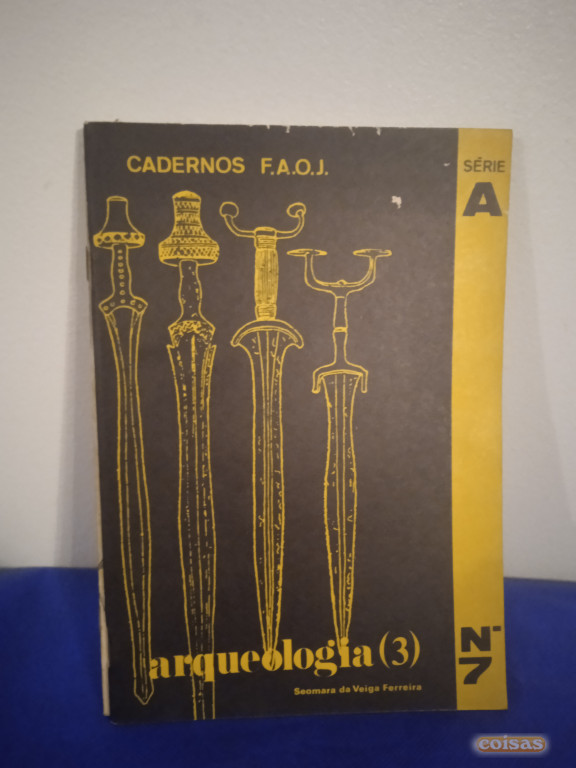 CADERNOS F.A.O.J.
SÉRIE
A
arqueologia (3)
Seomara da Veiga Ferreira
N.º
7
coisas